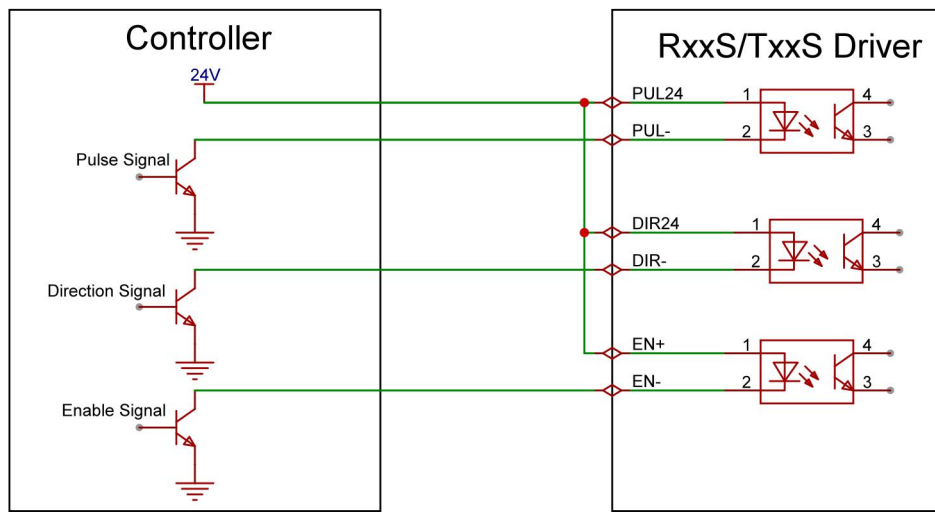 Controller
RxxS/TxxS Driver
24V
PUL24
1
4
PUL-
2
3
Pulse Signal
DIR24
1
4
DIR-
2
3
Direction Signal
EN+
1
4
EN-
2
3
Enable Signal